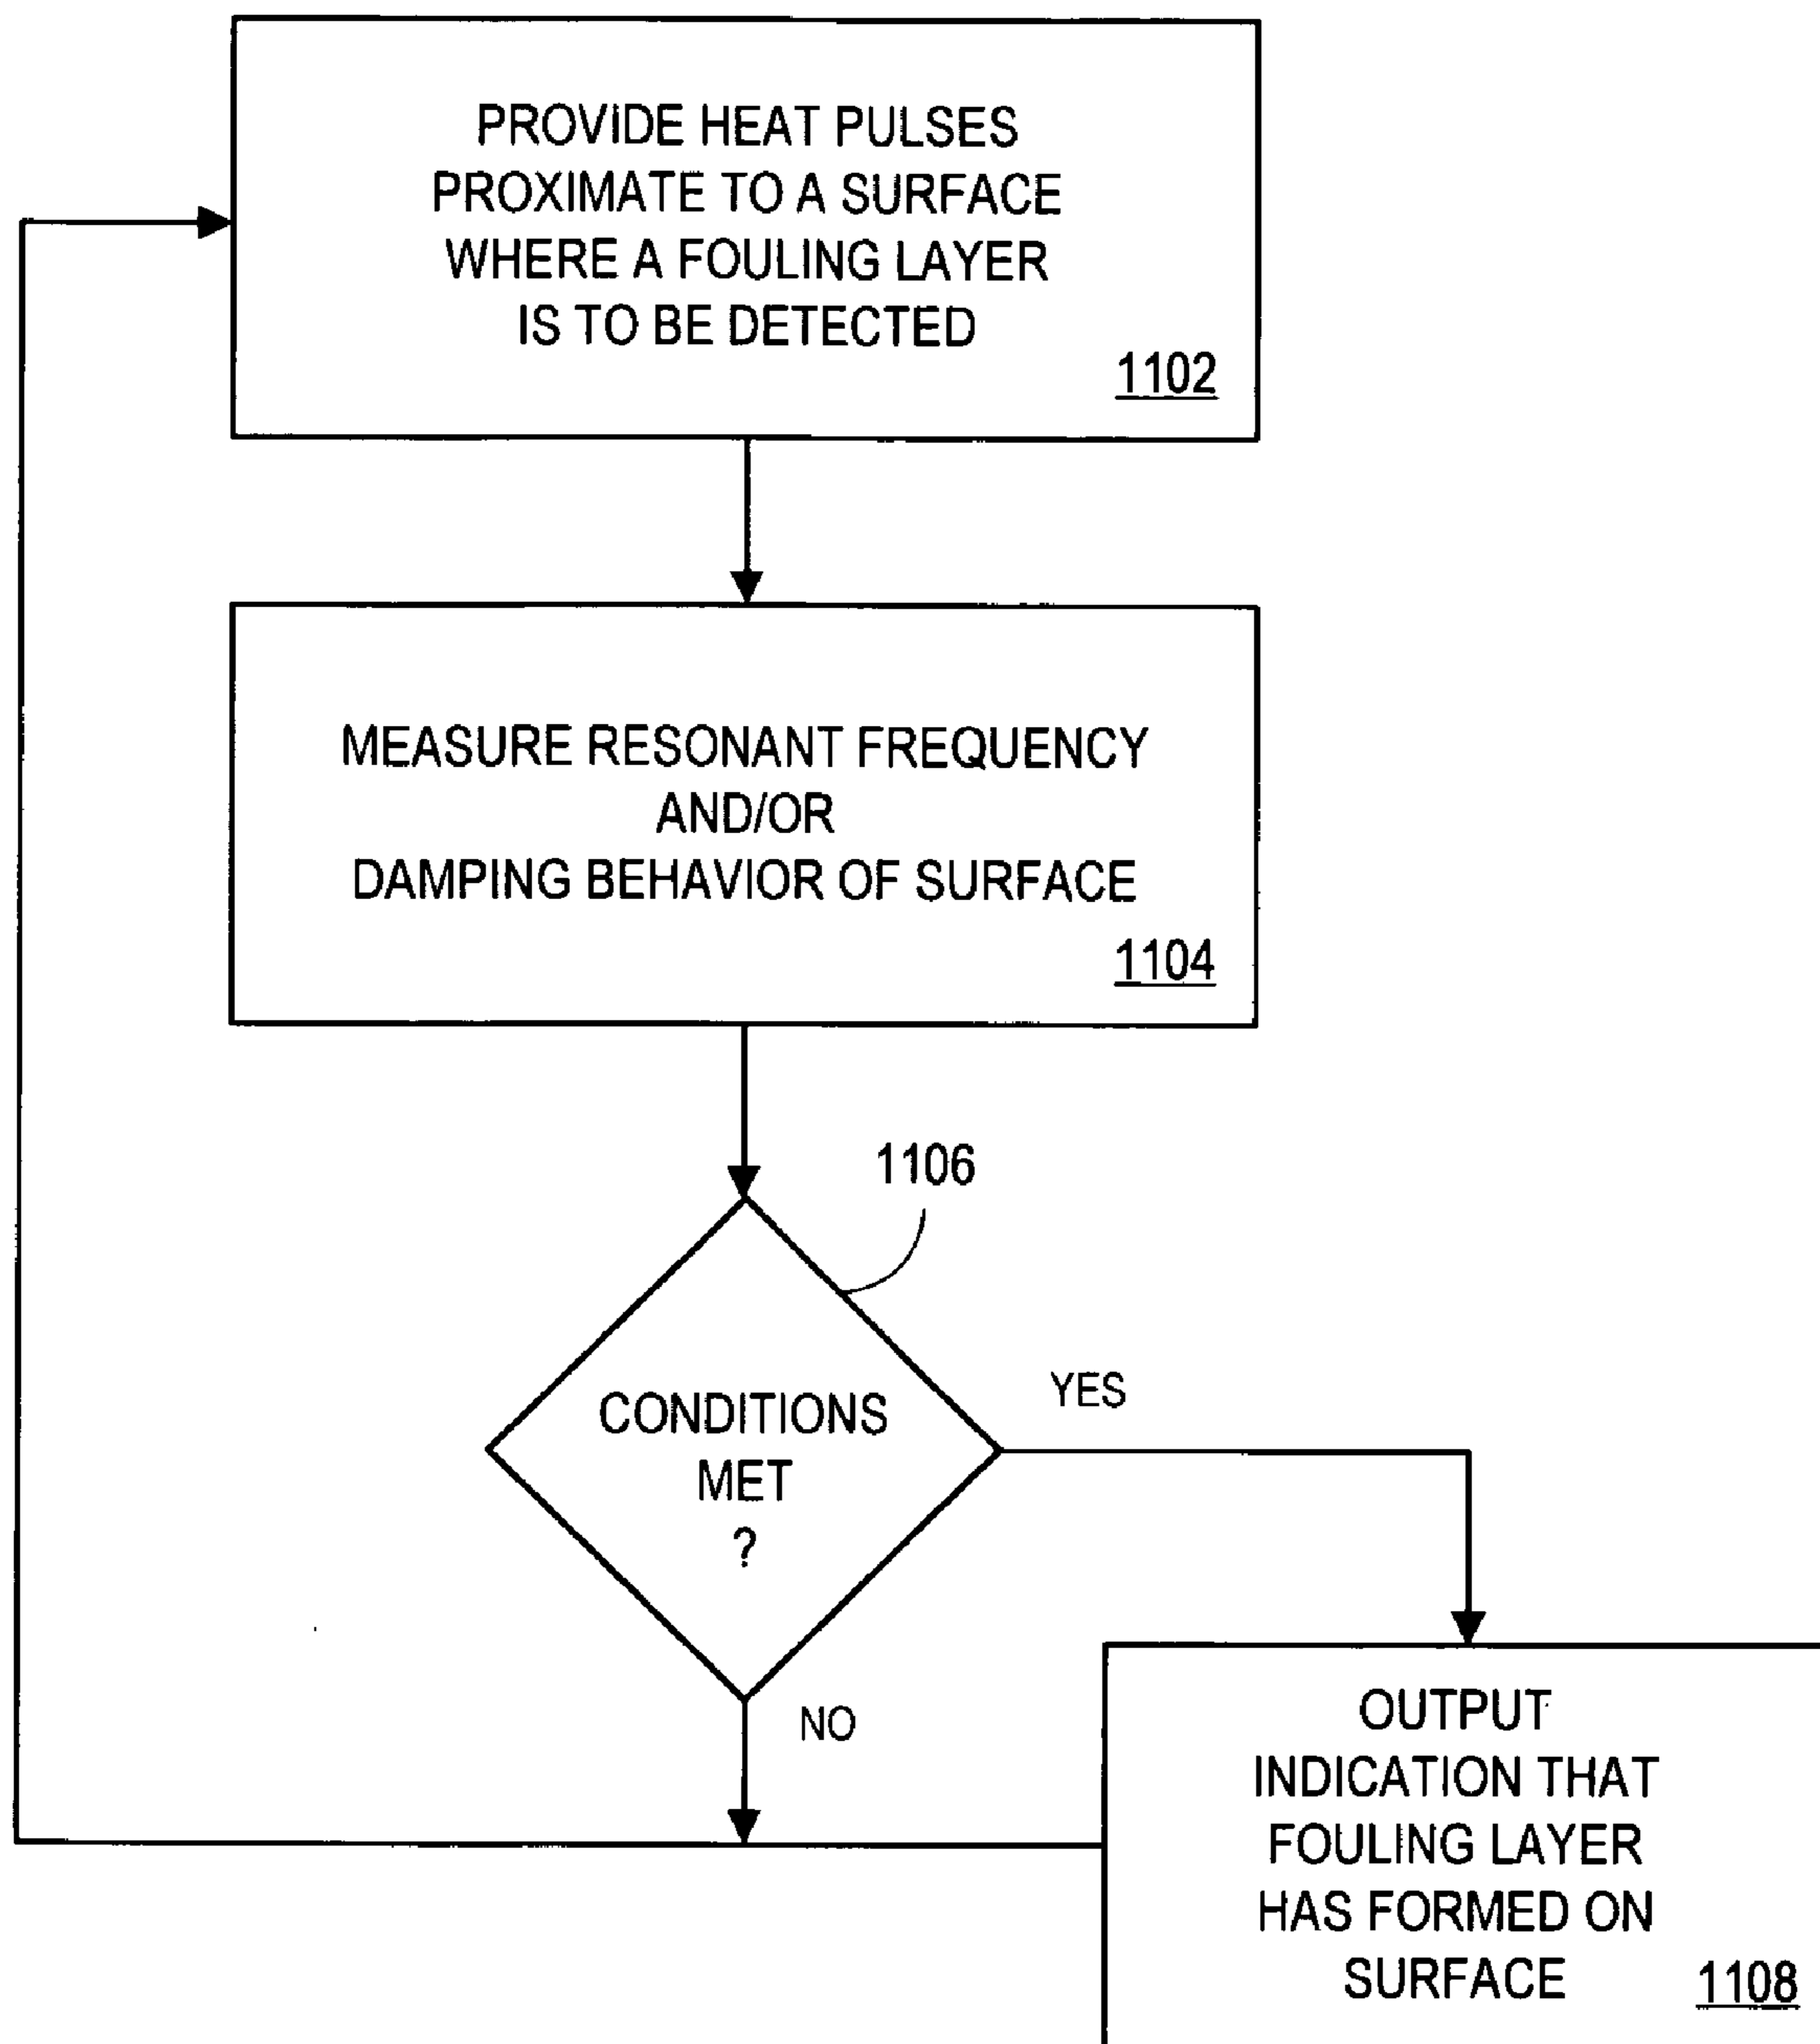 PROVIDE HEAT PULSES
PROXIMATE TO A SURFACE
WHERE A FOULING LAYER
IS TO BE DETECTED
1102
MEASURE RESONANT FREQUENCY
AND/OR
DAMPING BEHAVIOR OF SURFACE
1104
1106
CONDITIONS
MET
?
YES
NO
OUTPUT
INDICATION THAT
FOULING LAYER
HAS FORMED ON
SURFACE
1108